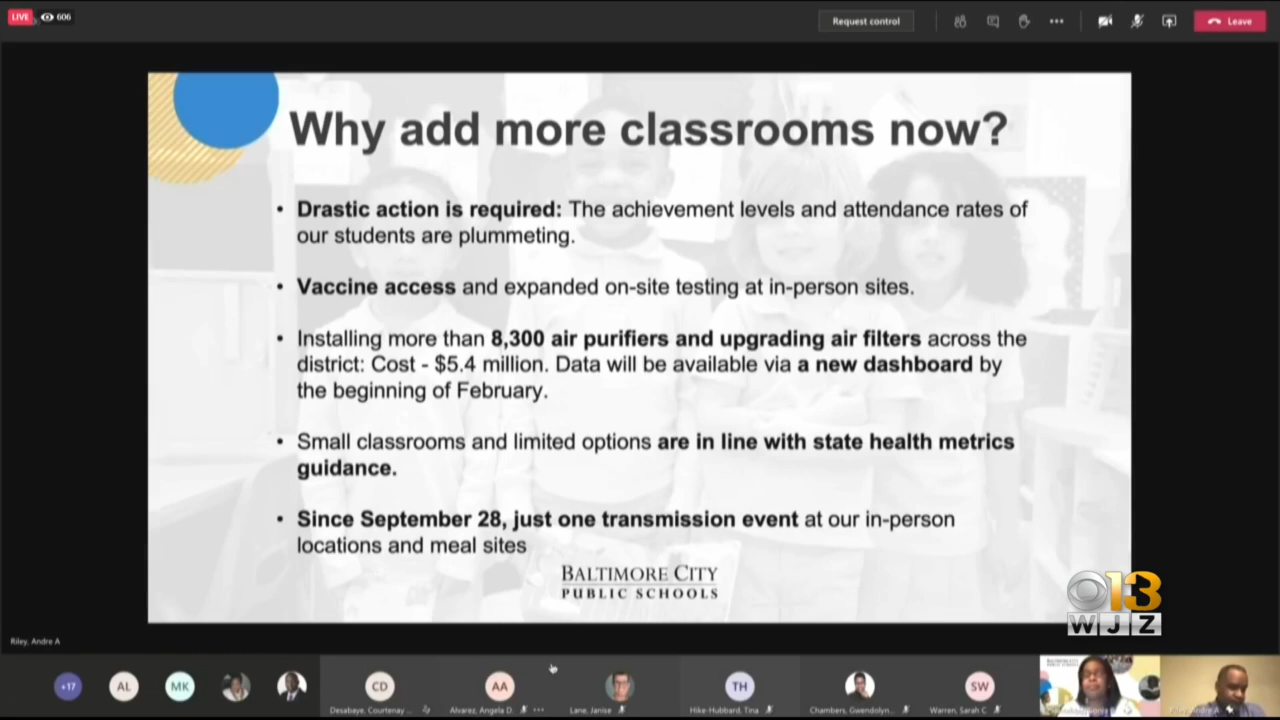 LIVE 606
Request control
Leave
Why add more classrooms now?
• Drastic action is required: The achievement levels and attendance rates of
our students are plummeting.
• Vaccine access and expanded on-site testing at in-person sites.
• Installing more than 8,300 air purifiers and upgrading air filters across the
district: Cost - $5.4 million. Data will be available via a new dashboard by
the beginning of February.
• Small classrooms and limited options are in line with state health metrics
guidance.
• Since September 28, just one transmission event at our in-person
locations and meal sites
BALTIMORE CITY
PUBLIC SCHOOLS
13
WJZ
Riley, Andre A
+17 AL MK CD AA TH SW
Desabaye, Courtenay ... Alvarez, Angela D. Lane, Janise Hike-Hubbard, Tina Chambers, Gwendolyn... Warren, Sarah C
Riley, Andre A